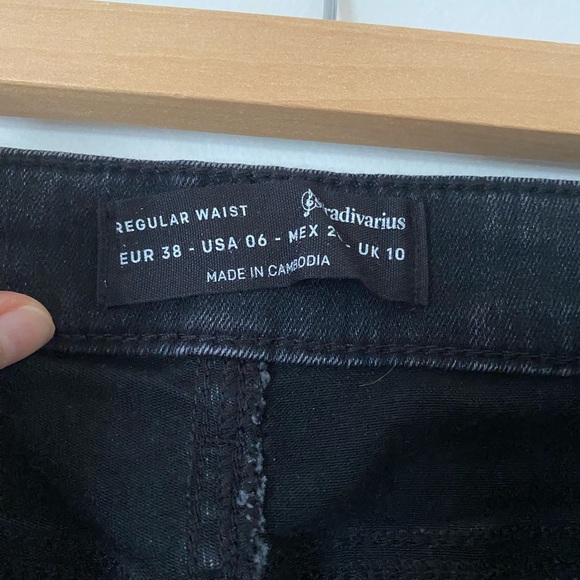 REGULAR WAIST
Stradivarius
EUR 38 - USA 06 - MEX - UK 10
MADE IN CAMBODIA